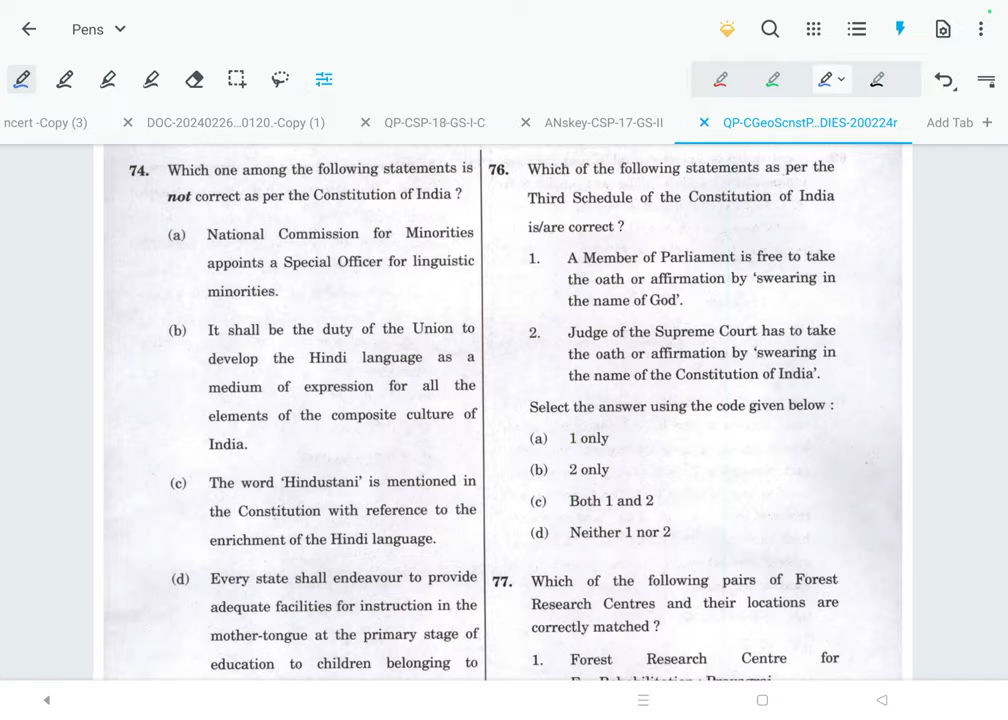 Pens
ncert -Copy (3)
DOC-20240226...0120.-Copy (1)
QP-CSP-18-GS-I-C
ANskey-CSP-17-GS-II
QP-CGeoScnstP...DIES-200224r
Add Tab +
74. Which one among the following statements is
not correct as per the Constitution of India ?
(a) National Commission for Minorities
appoints a Special Officer for linguistic
minorities.
(b) It shall be the duty of the Union to
develop the Hindi language as a
medium of expression for all the
elements of the composite culture of
India.
(c) The word ‘Hindustani’ is mentioned in
the Constitution with reference to the
enrichment of the Hindi language.
(d) Every state shall endeavour to provide
adequate facilities for instruction in the
mother-tongue at the primary stage of
education to children belonging to
76. Which of the following statements as per the
Third Schedule of the Constitution of India
is/are correct ?
1. A Member of Parliament is free to take
the oath or affirmation by ‘swearing in
the name of God’.
2. Judge of the Supreme Court has to take
the oath or affirmation by ‘swearing in
the name of the Constitution of India’.
Select the answer using the code given below :
(a) 1 only
(b) 2 only
(c) Both 1 and 2
(d) Neither 1 nor 2
77. Which of the following pairs of Forest
Research Centres and their locations are
correctly matched ?
1. Forest Research Centre for